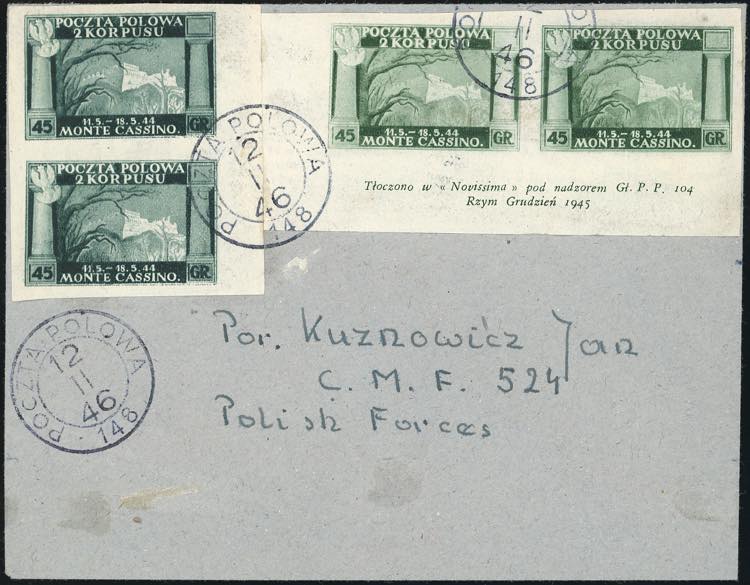 POCZTA POLOWA
2 KORPUSU
45 GR
11.5.–18.5.44
MONTE CASSINO.
POCZTA POLOWA
2 KORPUSU
45 GR
11.5.–18.5.44
MONTE CASSINO.
POCZTA POLOWA
2 KORPUSU
45 GR
11.5.–18.5.44
MONTE CASSINO.
POCZTA POLOWA
2 KORPUSU
45 GR
11.5.–18.5.44
MONTE CASSINO.
Tłoczono w « Novissima » pod nadzorem Gł. P. P. 104
Rzym Grudzień 1945
II
46
148
POCZTA POLOWA
12
II
46
148
POCZTA POLOWA
12
II
46
148
Por. Kuznowicz Jan
C. M. F. 524
Polish Forces